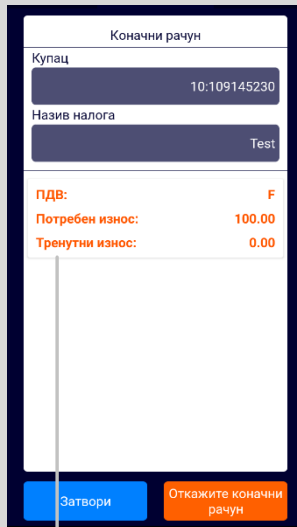 Коначни рачун
Купац
10:109145230
Назив налога
Test
ПДВ: F
Потребен износ: 100.00
Тренутни износ: 0.00
Затвори
Откажите коначни
рачун